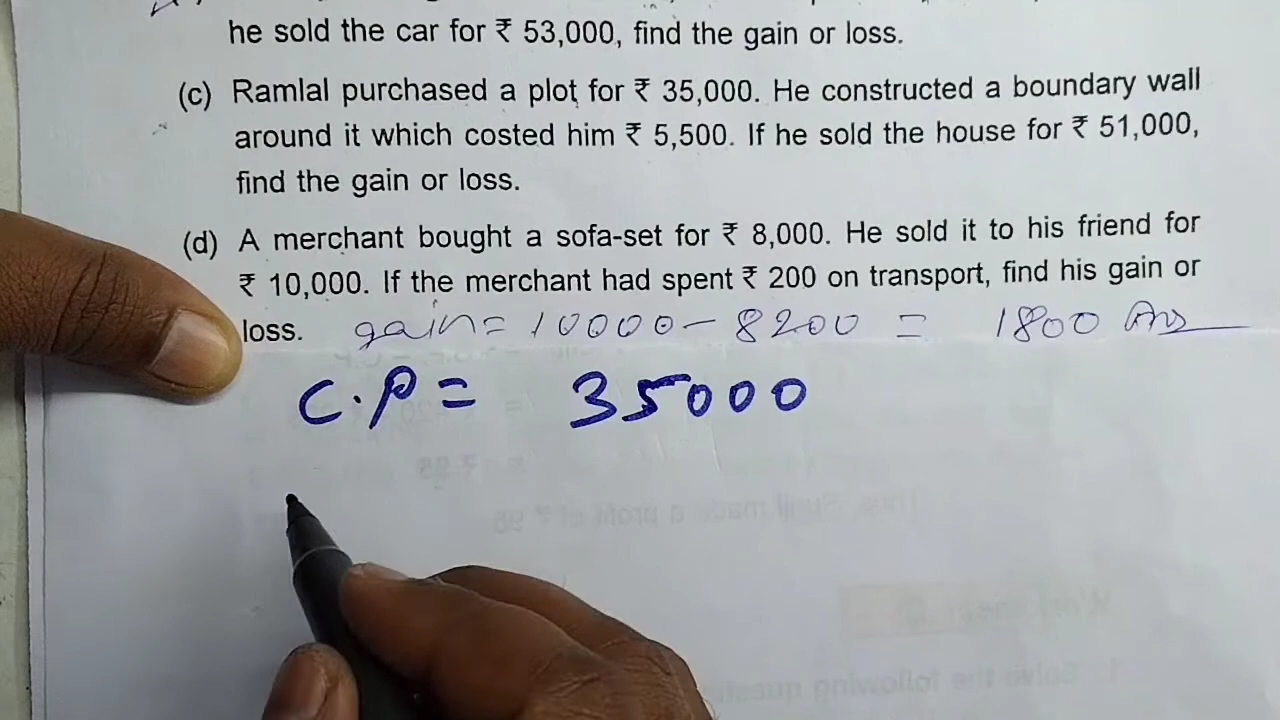 he sold the car for ₹ 53,000, find the gain or loss.
(c) Ramlal purchased a plot for ₹ 35,000. He constructed a boundary wall
around it which costed him ₹ 5,500. If he sold the house for ₹ 51,000,
find the gain or loss.
(d) A merchant bought a sofa-set for ₹ 8,000. He sold it to his friend for
₹ 10,000. If the merchant had spent ₹ 200 on transport, find his gain or
loss. gain = 10000 - 8200 = 1800 Ans
C.P = 35000